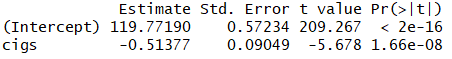 Estimate Std. Error t value Pr(>|t|)
(Intercept) 119.77190 0.57234 209.267 < 2e-16
cigs -0.51377 0.09049 -5.678 1.66e-08